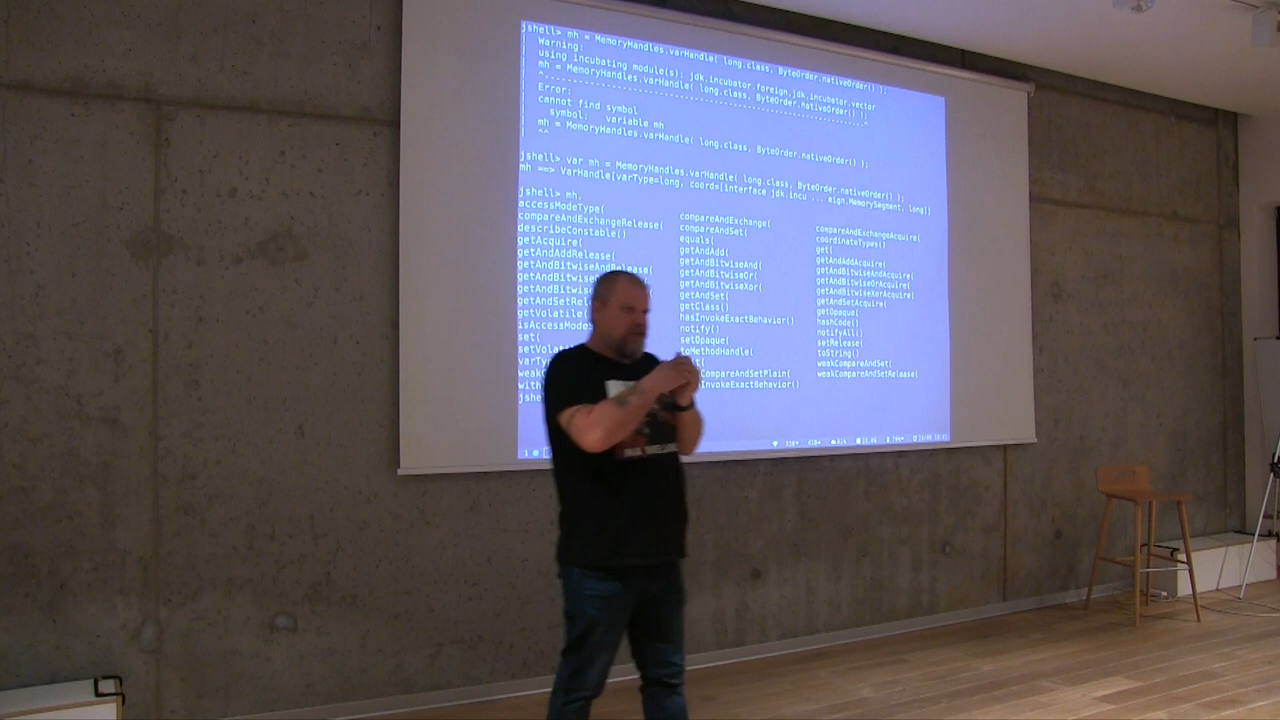 jshell> mh = MemoryHandles.varHandle( long.class, ByteOrder.nativeOrder() );
| Warning:
| using incubating module(s): jdk.incubator.foreign,jdk.incubator.vector
| mh = MemoryHandles.varHandle( long.class, ByteOrder.nativeOrder() );
| ^------------------------------------------------------------------^
| Error:
| cannot find symbol
|   symbol:   variable mh
| mh = MemoryHandles.varHandle( long.class, ByteOrder.nativeOrder() );
| ^^
jshell> var mh = MemoryHandles.varHandle( long.class, ByteOrder.nativeOrder() );
mh ==> VarHandle[varType=long, coord=[interface jdk.incu ... eign.MemorySegment, long]]
jshell> mh.
accessModeType( compareAndExchange( compareAndExchangeAcquire(
compareAndExchangeRelease( compareAndSet( coordinateTypes()
describeConstable() equals( get(
getAcquire( getAndAdd( getAndAddAcquire(
getAndAddRelease( getAndBitwiseAnd( getAndBitwiseAndAcquire(
getAndBitwiseAndRelease( getAndBitwiseOr( getAndBitwiseOrAcquire(
getAndBitwise getAndBitwiseXor( getAndBitwiseXorAcquire(
getAndBitwise getAndSet( getAndSetAcquire(
getAndSetRel getClass() getOpaque(
getVolatile( hasInvokeExactBehavior() hashCode()
isAccessMode notify() notifyAll()
set( setOpaque( setRelease(
setVolat toMethodHandle( toString()
varTy t( weakCompareAndSet(
weak CompareAndSetPlain( weakCompareAndSetRelease(
with InvokeExactBehavior()
jshe